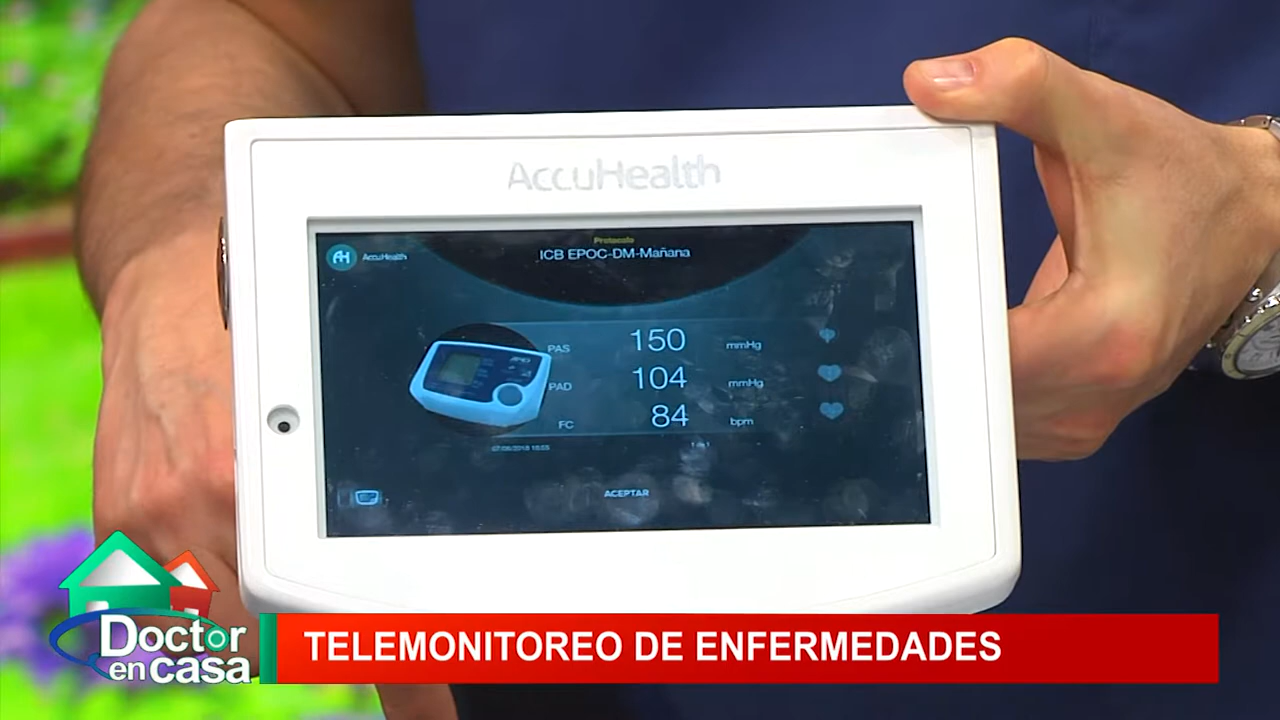 AccuHealth
Protocolo
AccuHealth
ICB EPOC-DM-Mañana
PAS 150 mmHg
PAD 104 mmHg
FC 84 bpm
ACEPTAR
Doctor
en casa
TELEMONITOREO DE ENFERMEDADES